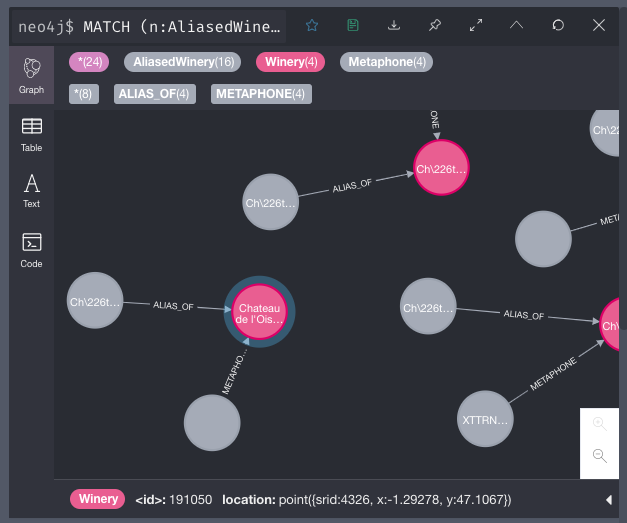 neo4j$ MATCH (n:AliasedWine…
*(24) AliasedWinery(16) Winery(4) Metaphone(4)
*(8) ALIAS_OF(4) METAPHONE(4)
Graph
Table
Text
Code
ONE
Ch\22
Ch\226t…
ALIAS_OF
Ch\226t…
META
Ch\226t…
ALIAS_OF
Chateau
de l'Ois…
METAPHO…
Ch\226t…
ALIAS_OF
Ch\
METAPHONE
XTTRN…
Winery <id>: 191050 location: point({srid:4326, x:-1.29278, y:47.1067})